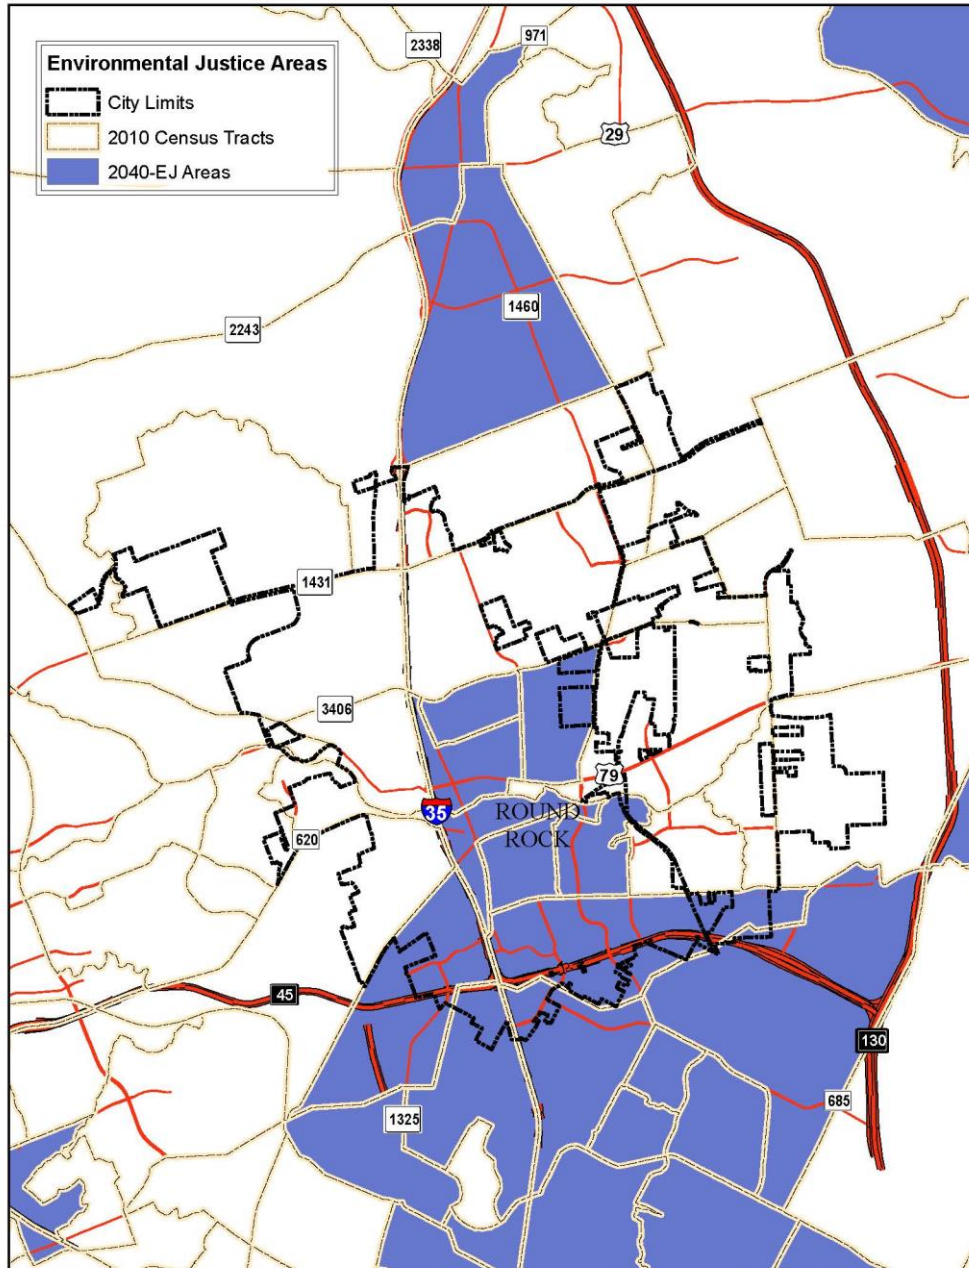 2338
971
Environmental Justice Areas
City Limits
2010 Census Tracts
2040-EJ Areas
29
1460
2243
1431
3406
79
35
ROUND
ROCK
620
45
130
685
1325